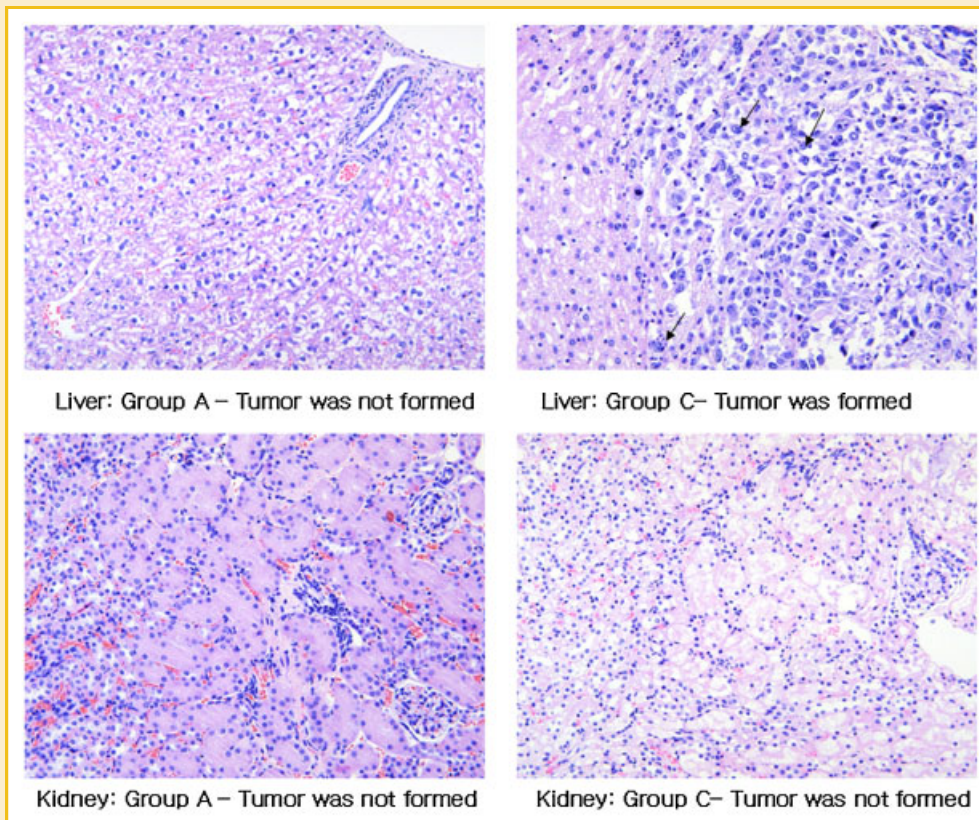 Liver: Group A – Tumor was not formed
Liver: Group C– Tumor was formed
Kidney: Group A – Tumor was not formed
Kidney: Group C– Tumor was not formed